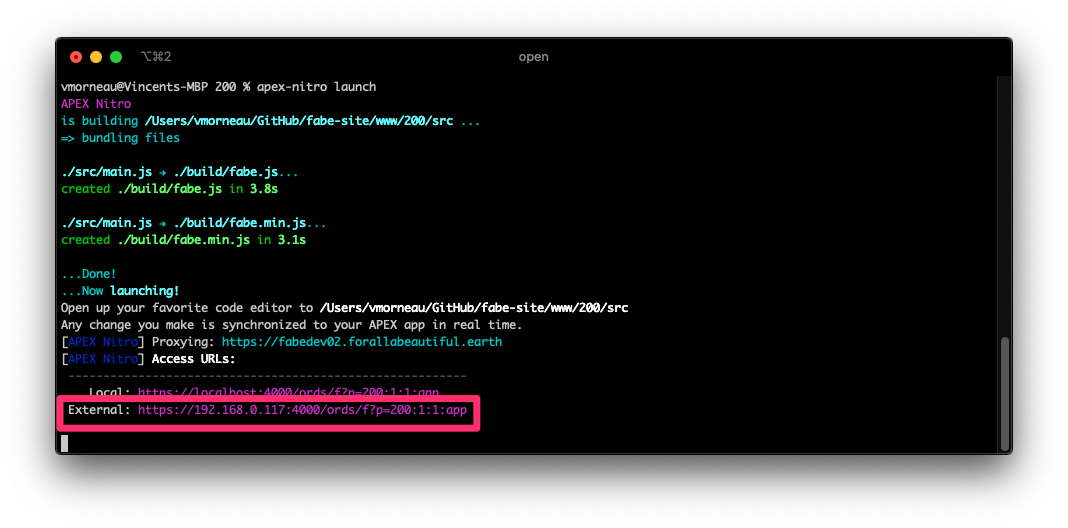 ⌥⌘2
open
vmorneau@Vincents-MBP 200 % apex-nitro launch
APEX Nitro
is building /Users/vmorneau/GitHub/fabe-site/www/200/src ...
=> bundling files
./src/main.js → ./build/fabe.js...
created ./build/fabe.js in 3.8s
./src/main.js → ./build/fabe.min.js...
created ./build/fabe.min.js in 3.1s
...Done!
...Now launching!
Open up your favorite code editor to /Users/vmorneau/GitHub/fabe-site/www/200/src
Any change you make is synchronized to your APEX app in real time.
[APEX Nitro] Proxying: https://fabedev02.forallabeautiful.earth
[APEX Nitro] Access URLs:
-------------------------------------------------------
Local: https://localhost:4000/ords/f?p=200:1:1:app
External: https://192.168.0.117:4000/ords/f?p=200:1:1:app